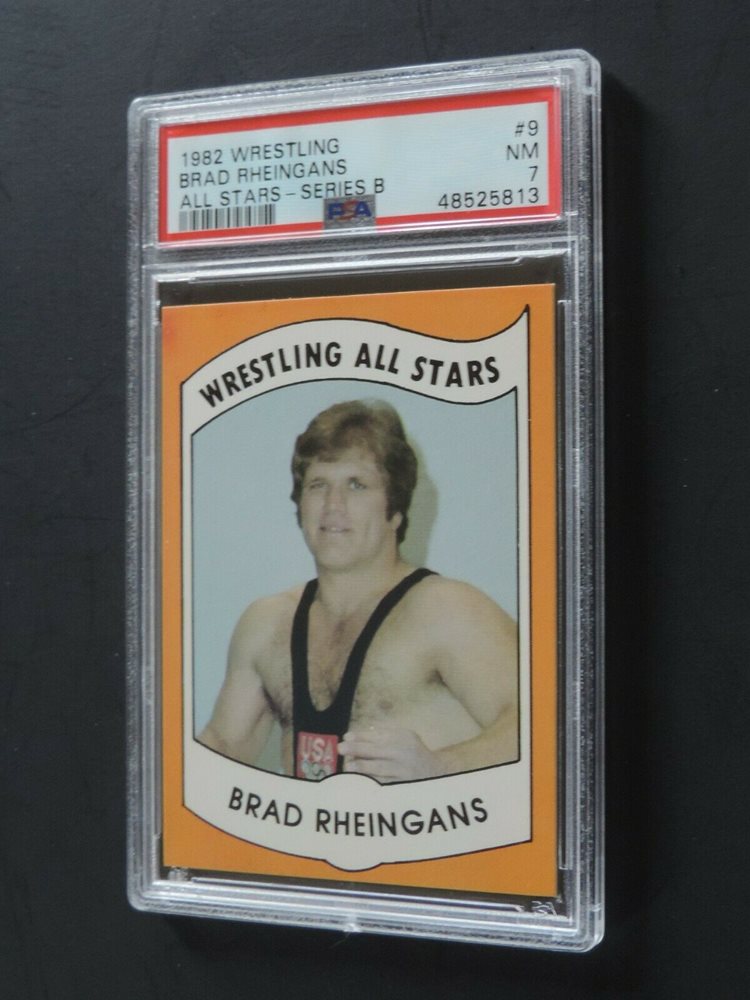 1982 WRESTLING #9
BRAD RHEINGANS NM
ALL STARS - SERIES B 7
PSA 48525813
WRESTLING ALL STARS
USA
BRAD RHEINGANS